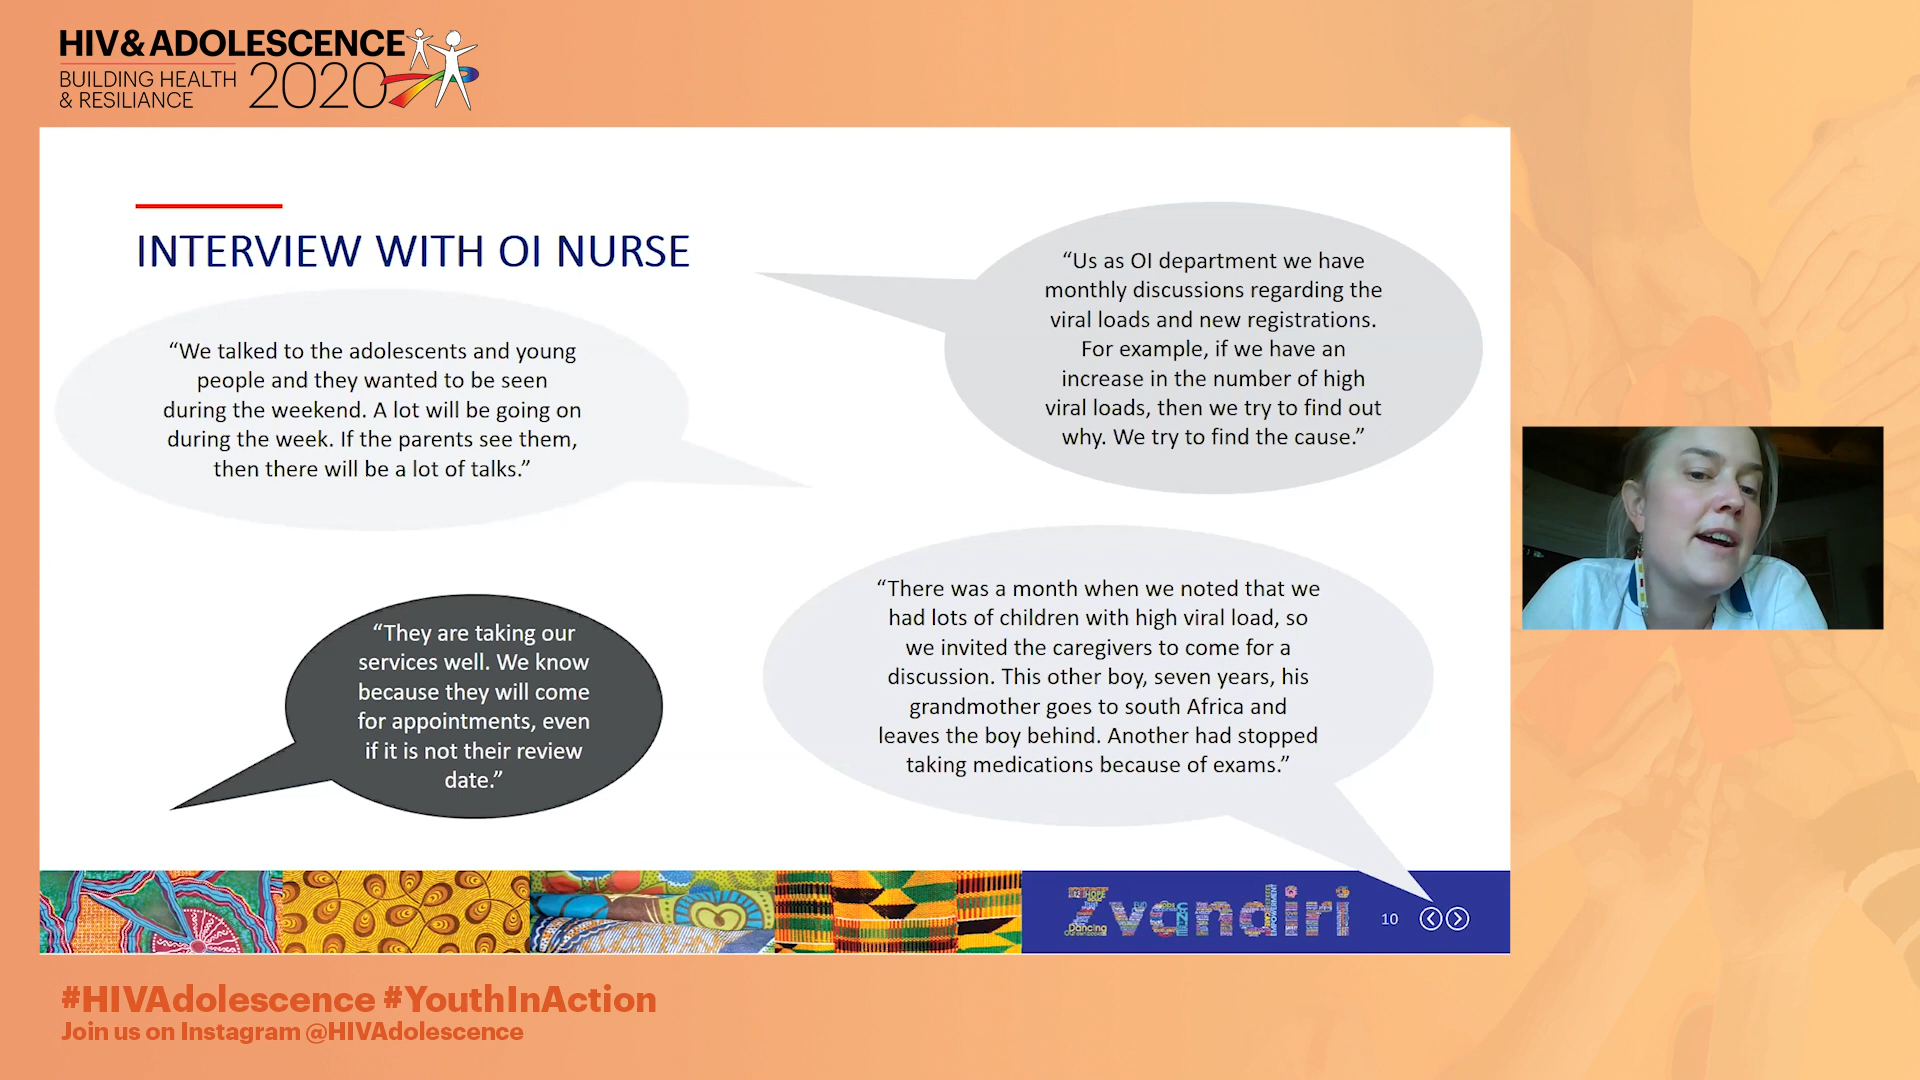 HIV & ADOLESCENCE
BUILDING HEALTH
& RESILIANCE
2020
INTERVIEW WITH OI NURSE
“We talked to the adolescents and young
people and they wanted to be seen
during the weekend. A lot will be going on
during the week. If the parents see them,
then there will be a lot of talks.”
“Us as OI department we have
monthly discussions regarding the
viral loads and new registrations.
For example, if we have an
increase in the number of high
viral loads, then we try to find out
why. We try to find the cause.”
“They are taking our
services well. We know
because they will come
for appointments, even
if it is not their review
date.”
“There was a month when we noted that we
had lots of children with high viral load, so
we invited the caregivers to come for a
discussion. This other boy, seven years, his
grandmother goes to south Africa and
leaves the boy behind. Another had stopped
taking medications because of exams.”
Zvandiri
HOPE
Dancing
10
#HIVAdolescence #YouthInAction
Join us on Instagram @HIVAdolescence